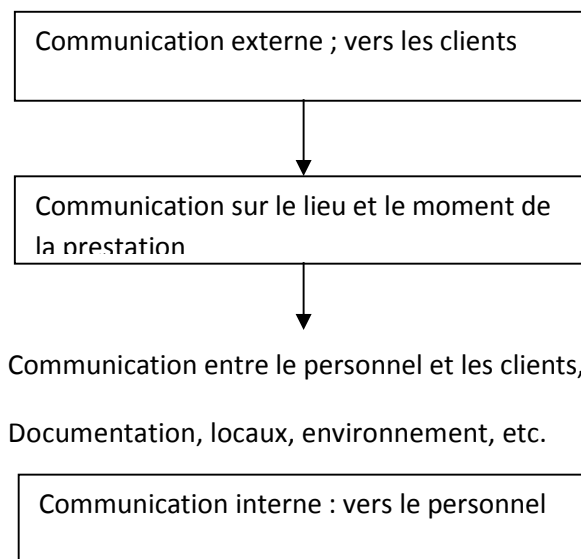 Communication externe ; vers les clients
Communication sur le lieu et le moment de
la prestation
Communication entre le personnel et les clients,
Documentation, locaux, environnement, etc.
Communication interne : vers le personnel